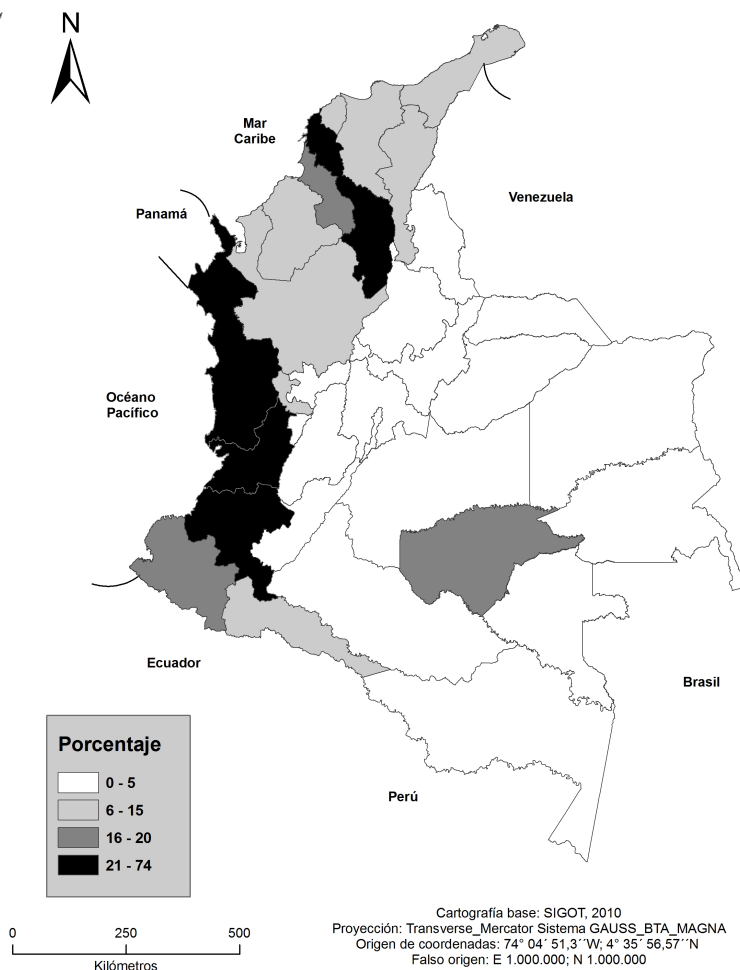 N
Mar
Caribe
Panamá
Venezuela
Océano
Pacífico
Ecuador
Brasil
Perú
Porcentaje
0 - 5
6 - 15
16 - 20
21 - 74
0 250 500
Kilómetros
Cartografía base: SIGOT, 2010
Proyección: Transverse_Mercator Sistema GAUSS_BTA_MAGNA
Origen de coordenadas: 74° 04´ 51,3´´W; 4° 35´ 56,57´´N
Falso origen: E 1.000.000; N 1.000.000